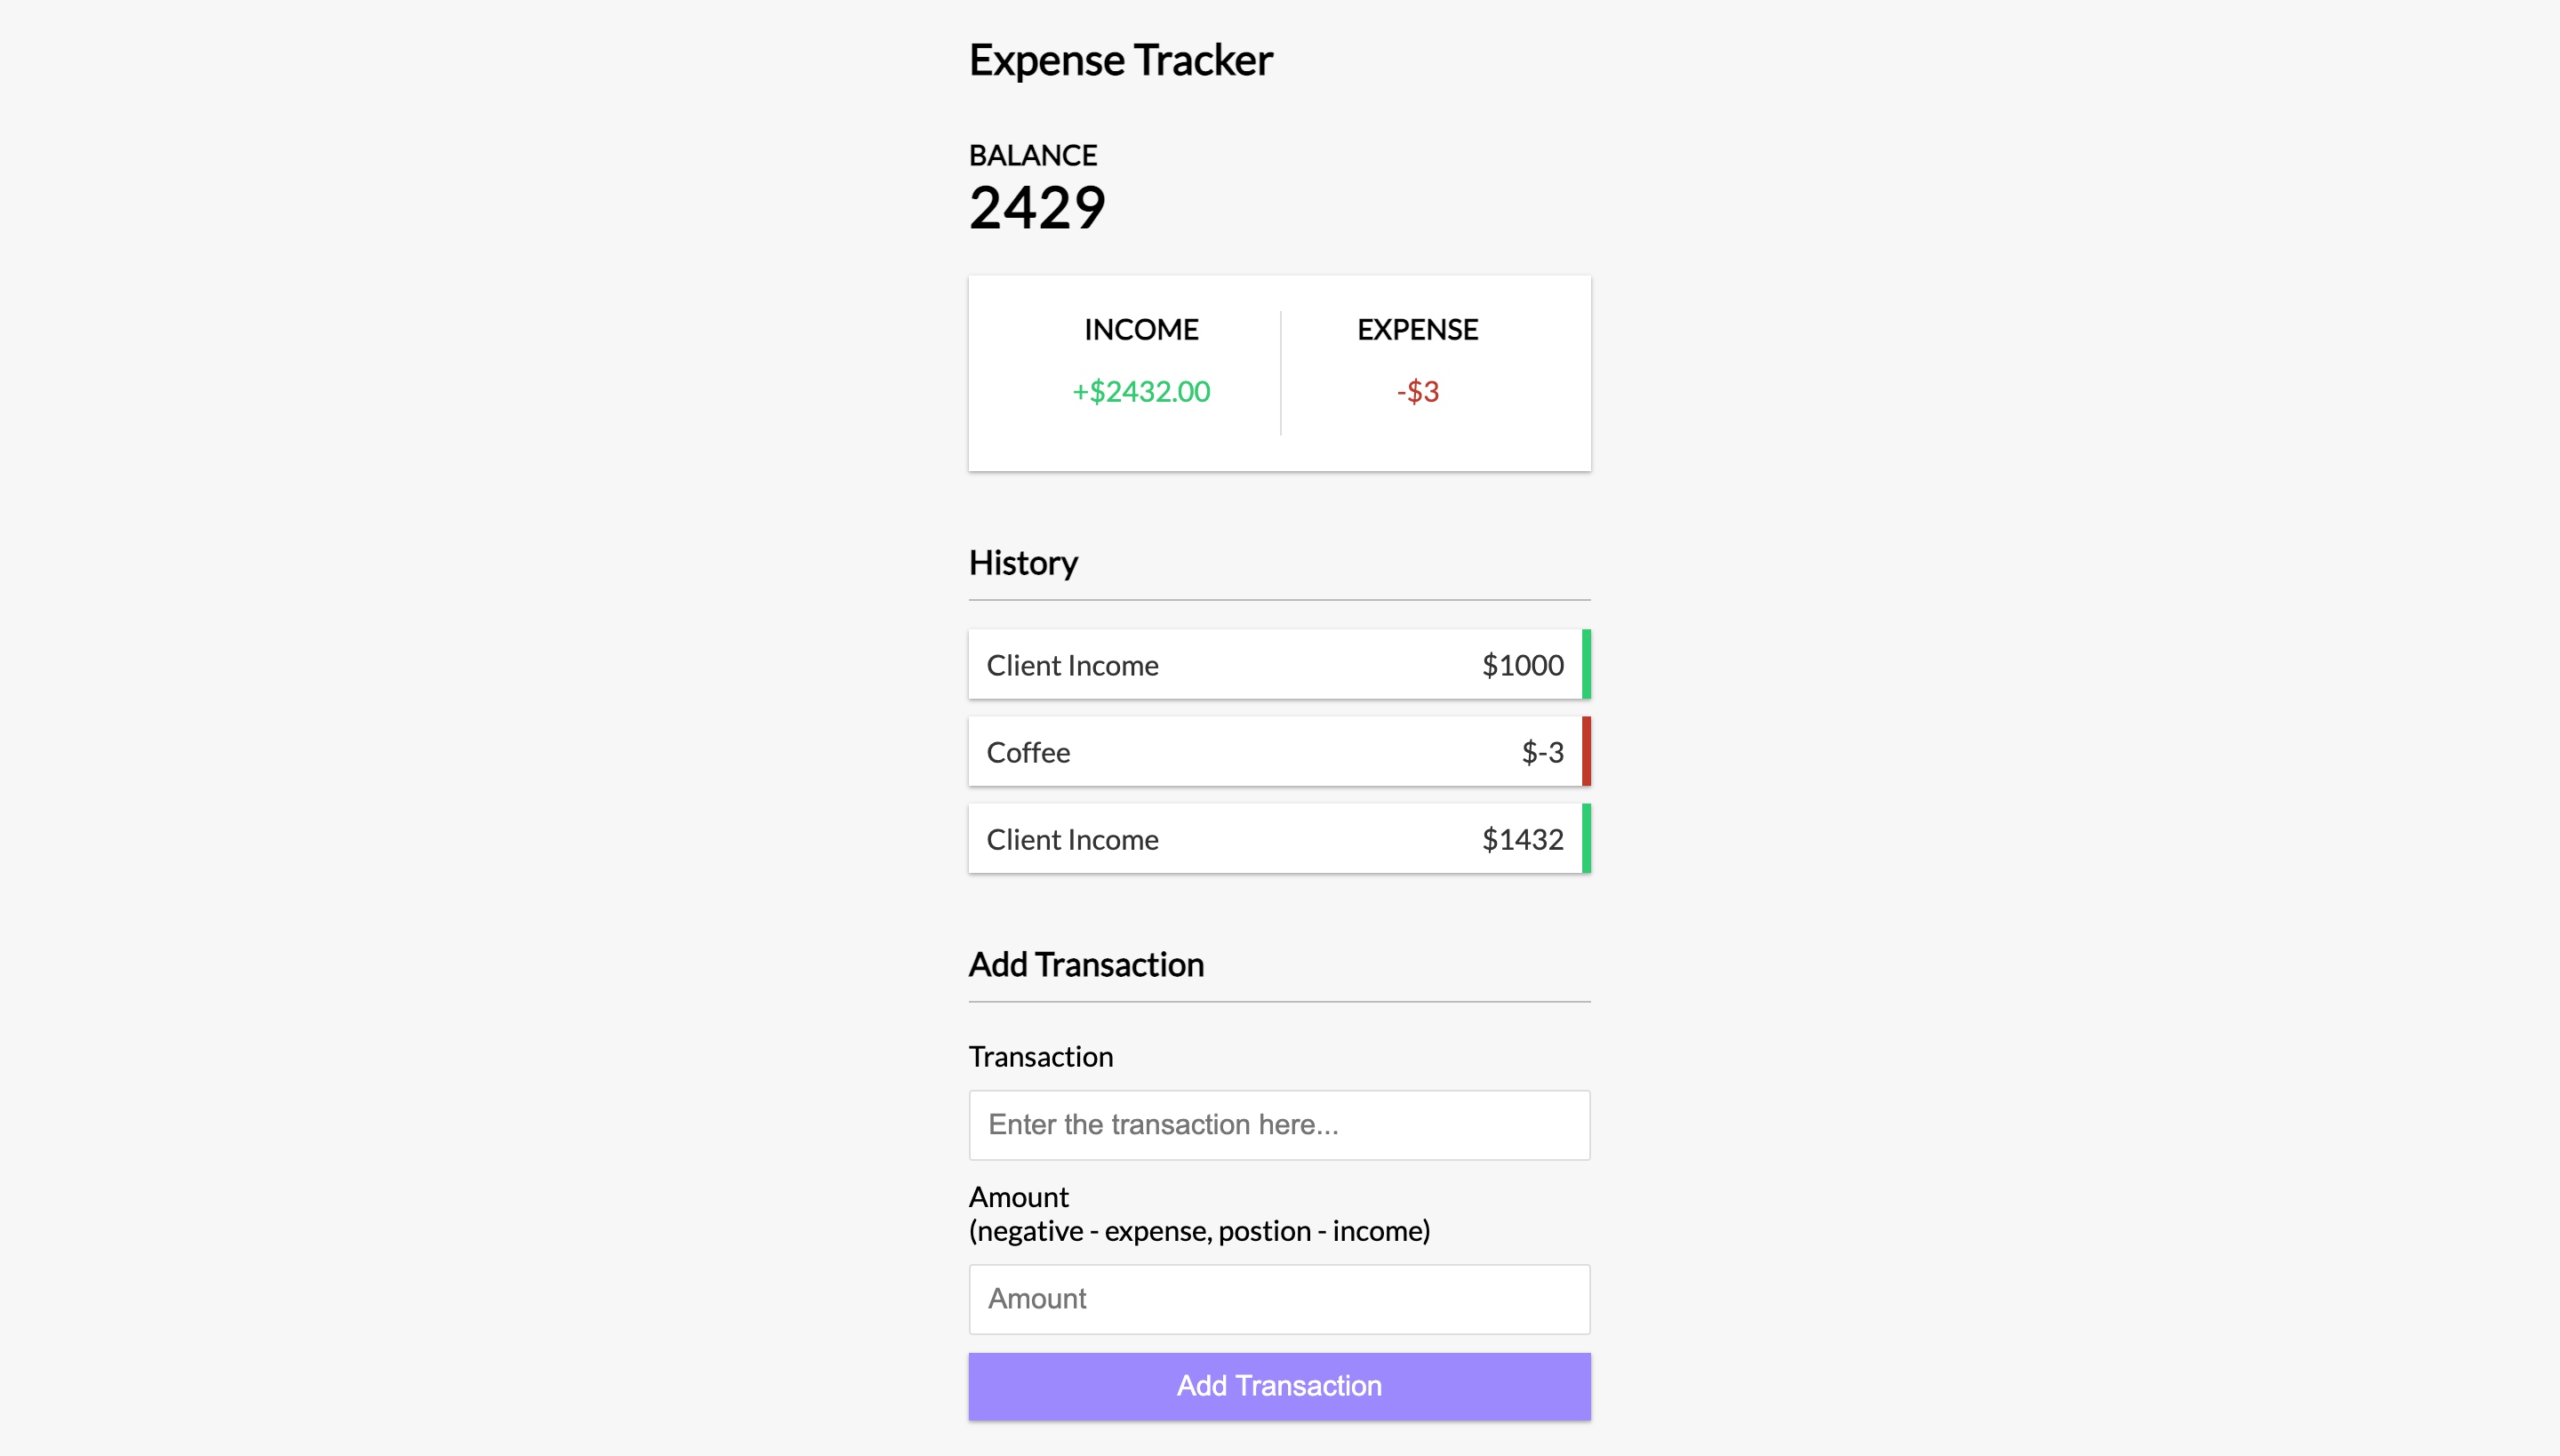 Expense Tracker
BALANCE
2429
INCOME
EXPENSE
+$2432.00
-$3
History
Client Income $1000
Coffee $-3
Client Income $1432
Add Transaction
Transaction
Enter the transaction here...
Amount
(negative - expense, postion - income)
Amount
Add Transaction